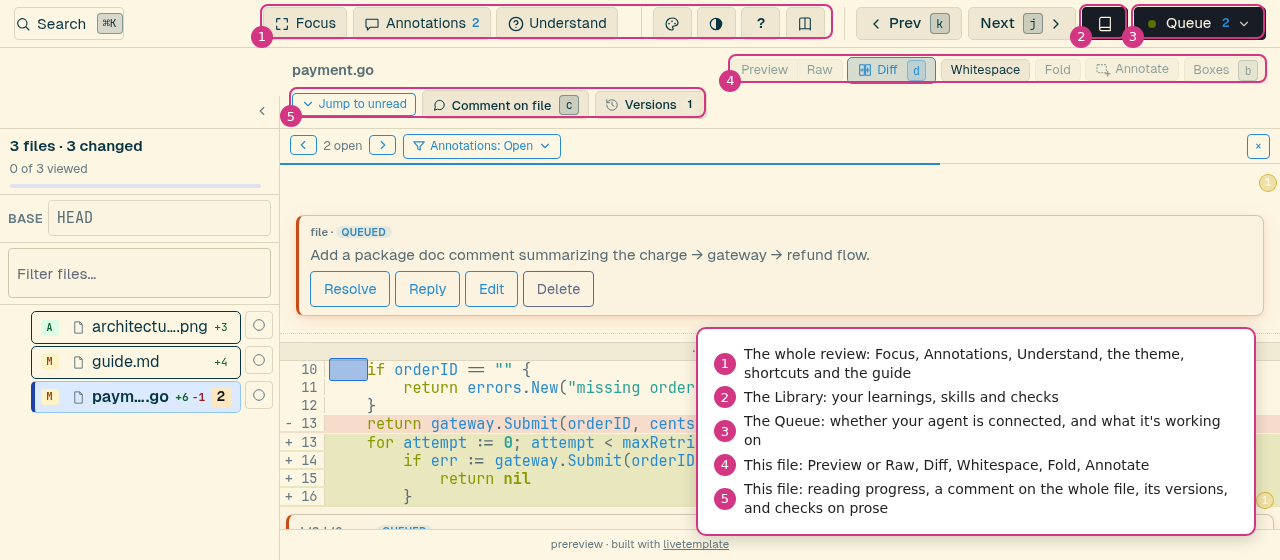 Search ⌘K Focus Annotations 2 Understand ? Prev k Next j Queue 2
1 2 3
payment.go Preview Raw Diff d Whitespace Fold Annotate Boxes b
4
Jump to unread Comment on file c Versions 1
5
3 files · 3 changed
0 of 3 viewed
2 open Annotations: Open ×
1
BASE HEAD
Filter files…
A architectu….png +3
M guide.md +4
M paym….go +6 -1 2
file · QUEUED
Add a package doc comment summarizing the charge → gateway → refund flow.
Resolve Reply Edit Delete
10 if orderID == "" {
11 return errors.New("missing order
12 }
- 13 return gateway.Submit(orderID, cents
+ 13 for attempt := 0; attempt < maxRetri
+ 14 if err := gateway.Submit(orderID
+ 15 return nil
+ 16 }
1
QUEUED
1 The whole review: Focus, Annotations, Understand, the theme,
shortcuts and the guide
2 The Library: your learnings, skills and checks
3 The Queue: whether your agent is connected, and what it's working
on
4 This file: Preview or Raw, Diff, Whitespace, Fold, Annotate
5 This file: reading progress, a comment on the whole file, its versions,
and checks on prose
prereview · built with livetemplate